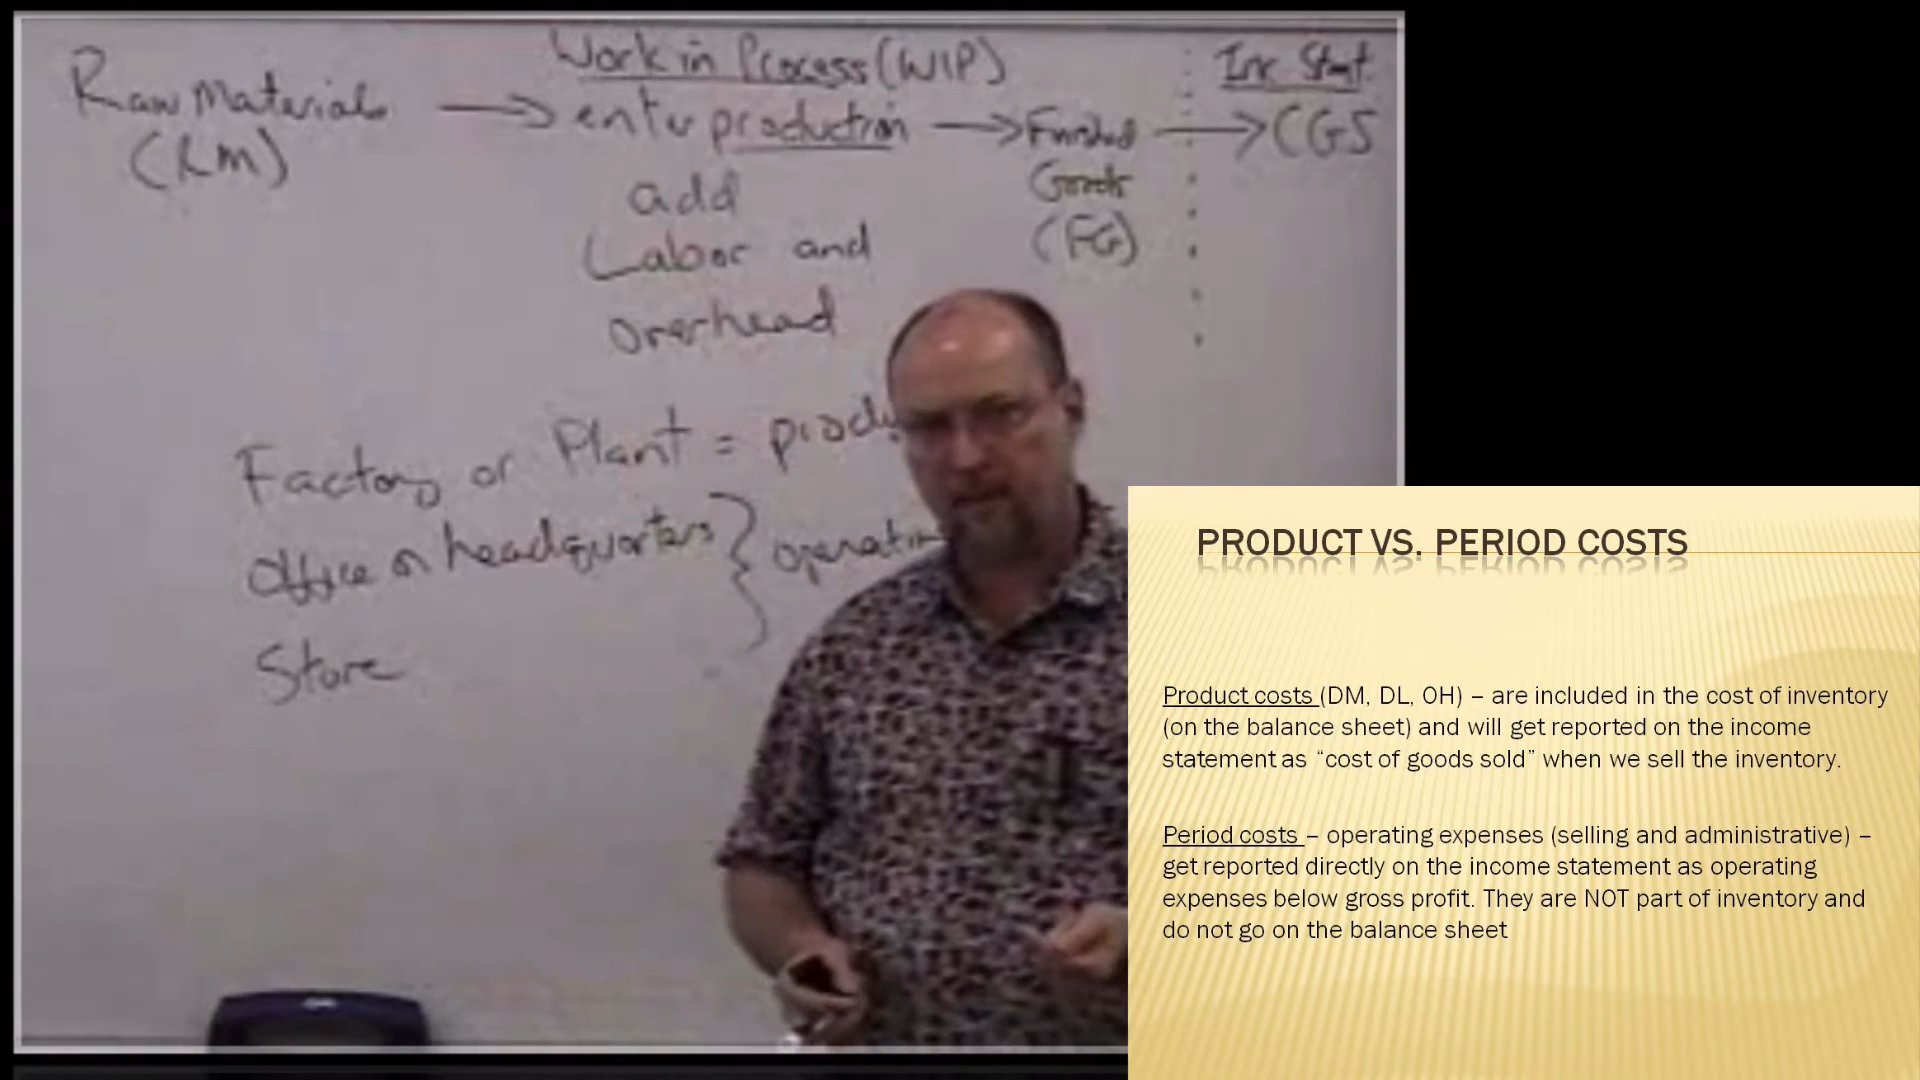 Work in Process (WIP)
Inc Stmt
Raw Materials → enter production → Finished → CGS
(RM)
add
Goods
Labor and
(FG)
overhead
Factory or Plant =
Office or headquarters }
Store
PRODUCT VS. PERIOD COSTS
Product costs (DM, DL, OH) – are included in the cost of inventory
(on the balance sheet) and will get reported on the income
statement as “cost of goods sold” when we sell the inventory.
Period costs – operating expenses (selling and administrative) –
get reported directly on the income statement as operating
expenses below gross profit. They are NOT part of inventory and
do not go on the balance sheet